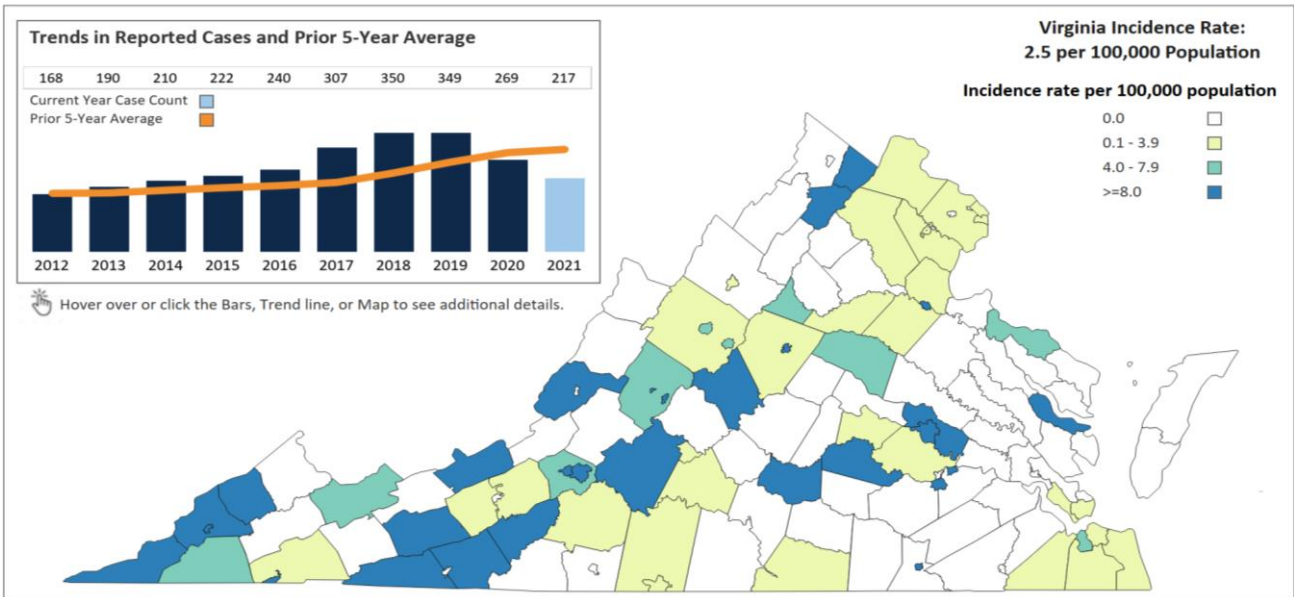 Trends in Reported Cases and Prior 5-Year Average
168 190 210 222 240 307 350 349 269 217
Current Year Case Count
Prior 5-Year Average
2012 2013 2014 2015 2016 2017 2018 2019 2020 2021
Hover over or click the Bars, Trend line, or Map to see additional details.
Virginia Incidence Rate:
2.5 per 100,000 Population
Incidence rate per 100,000 population
0.0
0.1 - 3.9
4.0 - 7.9
>=8.0